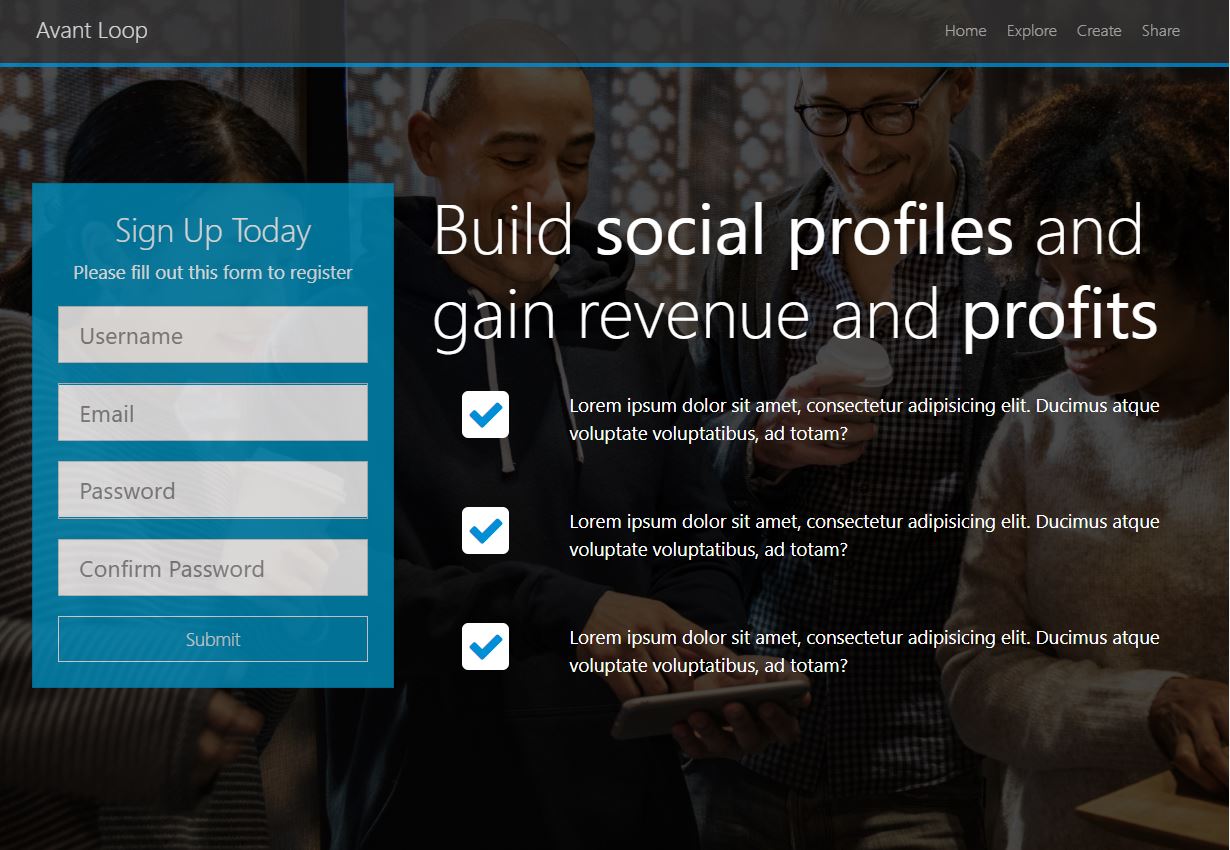 Avant Loop
Home Explore Create Share
Sign Up Today
Please fill out this form to register
Username
Email
Password
Confirm Password
Submit
Build social profiles and
gain revenue and profits
Lorem ipsum dolor sit amet, consectetur adipisicing elit. Ducimus atque
voluptate voluptatibus, ad totam?
Lorem ipsum dolor sit amet, consectetur adipisicing elit. Ducimus atque
voluptate voluptatibus, ad totam?
Lorem ipsum dolor sit amet, consectetur adipisicing elit. Ducimus atque
voluptate voluptatibus, ad totam?